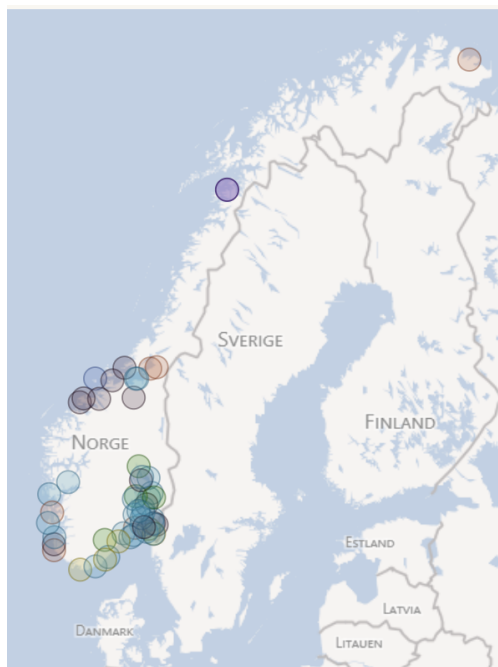 SVERIGE
FINLAND
NORGE
ESTLAND
LATVIA
DANMARK
LITAUEN